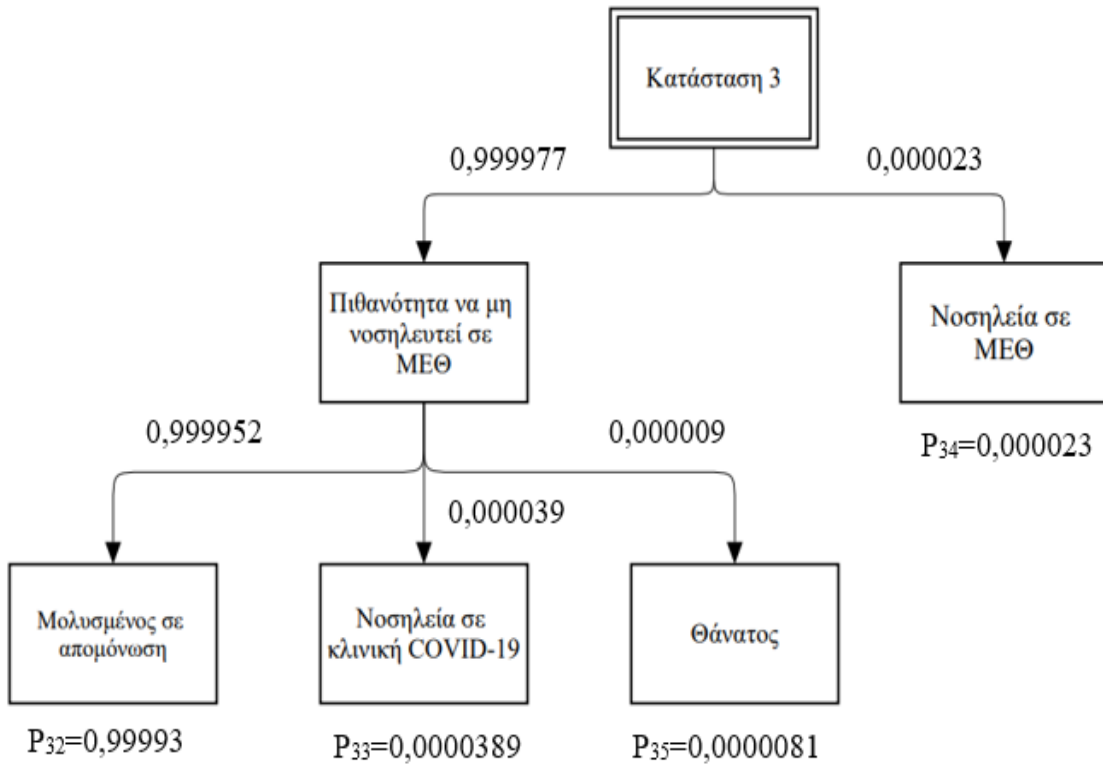 Κατάσταση 3
0,999977
0,000023
Πιθανότητα να μη
νοσηλευτεί σε
ΜΕΘ
Νοσηλεία σε
ΜΕΘ
P₃₄=0,000023
0,999952
0,000009
0,000039
Μολυσμένος σε
απομόνωση
Νοσηλεία σε
κλινική COVID-19
Θάνατος
P₃₂=0,99993
P₃₃=0,0000389
P₃₅=0,0000081